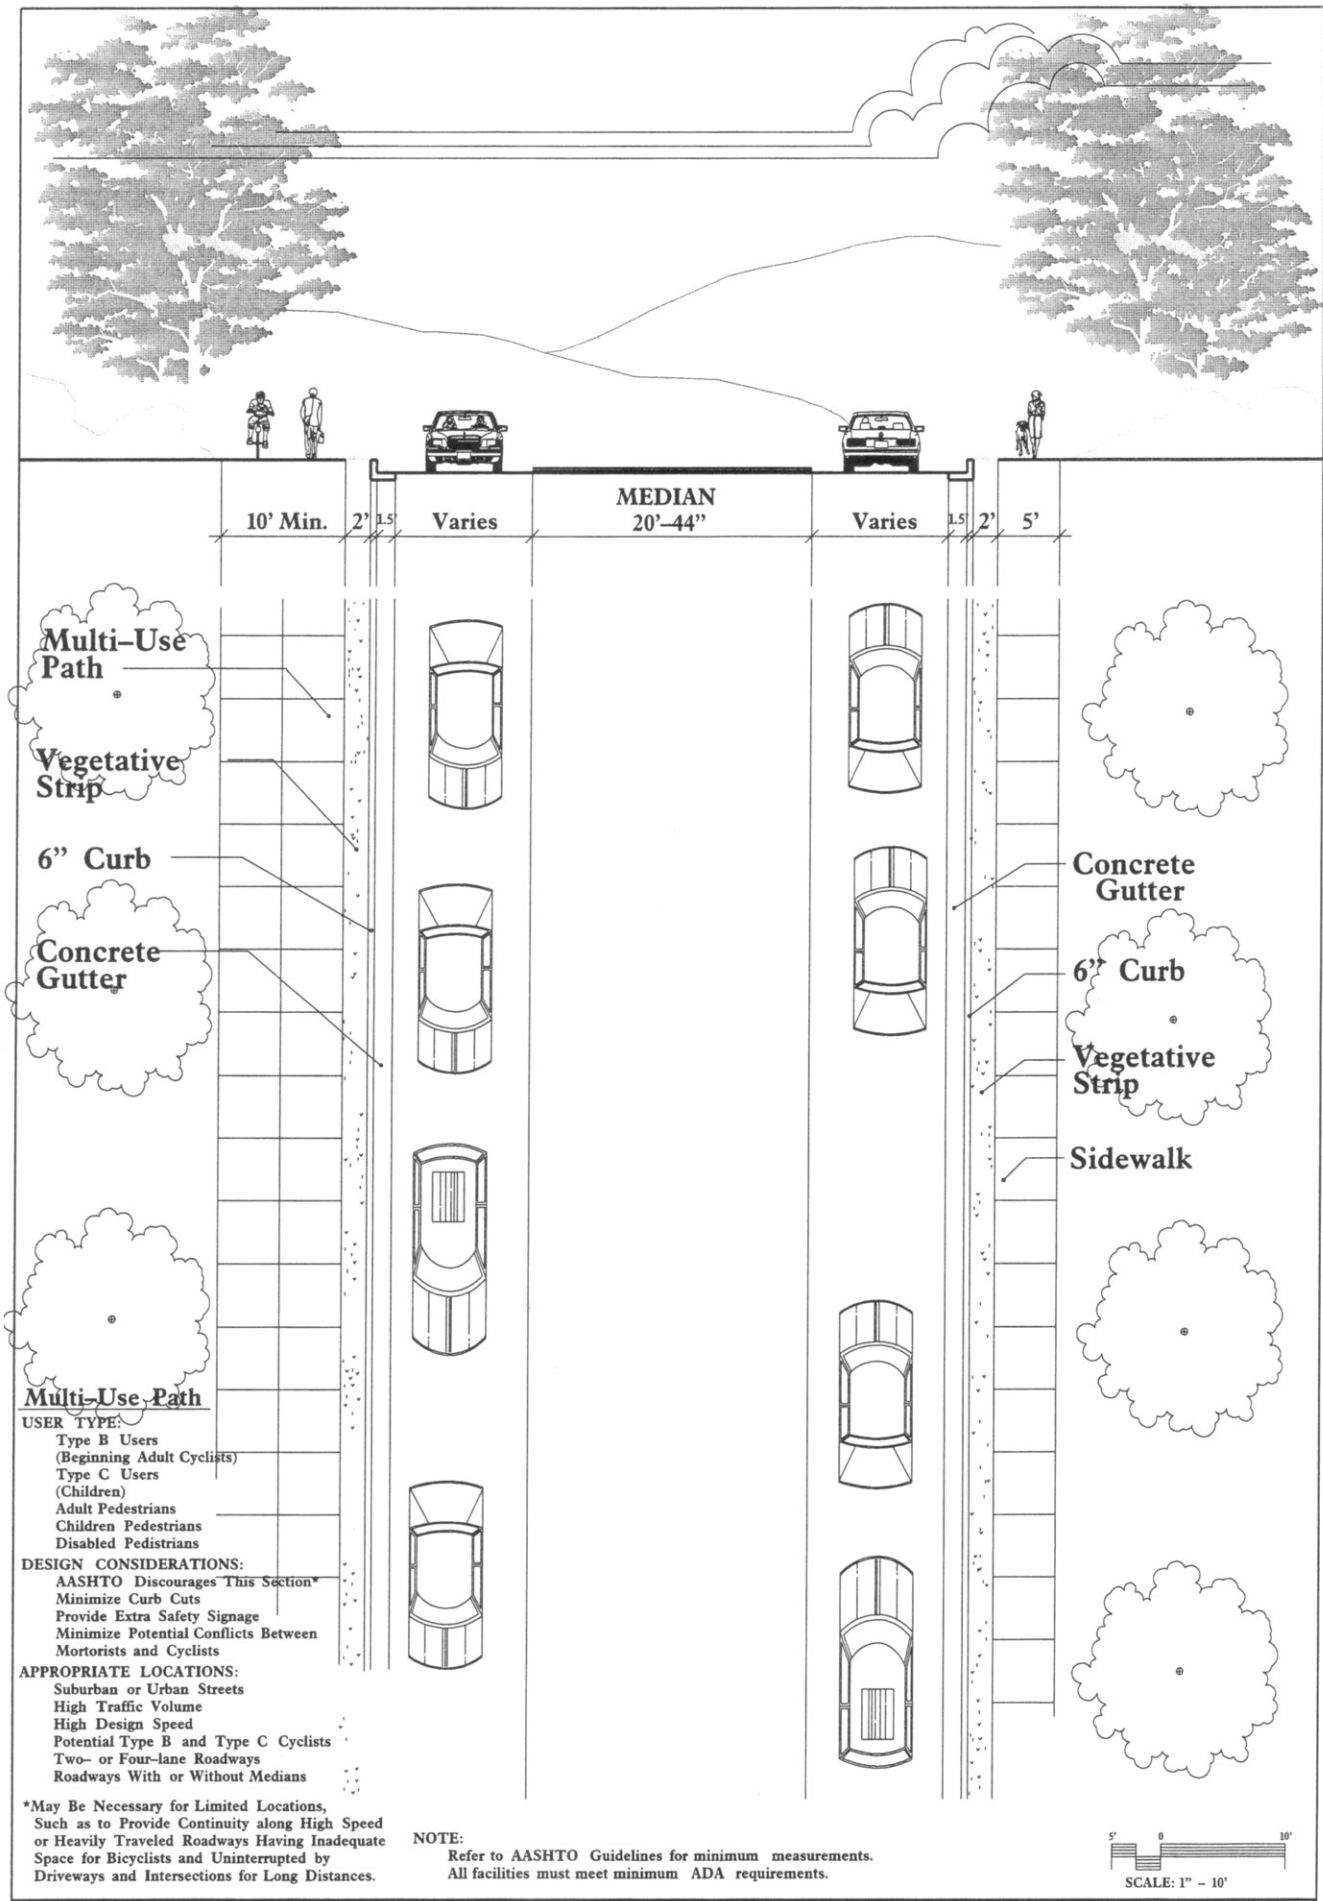 MEDIAN
10’ Min. 2’ 1.5’ Varies 20’–44” Varies 1.5’ 2’ 5’
Multi–Use
Path
Vegetative
Strip
6” Curb
Concrete
Gutter
Concrete
Gutter
6” Curb
Vegetative
Strip
Sidewalk
Multi–Use Path
USER TYPE:
Type B Users
(Beginning Adult Cyclists)
Type C Users
(Children)
Adult Pedestrians
Children Pedestrians
Disabled Pedistrians
DESIGN CONSIDERATIONS:
AASHTO Discourages This Section*
Minimize Curb Cuts
Provide Extra Safety Signage
Minimize Potential Conflicts Between
Mortorists and Cyclists
APPROPRIATE LOCATIONS:
Suburban or Urban Streets
High Traffic Volume
High Design Speed
Potential Type B and Type C Cyclists
Two– or Four–lane Roadways
Roadways With or Without Medians
*May Be Necessary for Limited Locations,
Such as to Provide Continuity along High Speed
or Heavily Traveled Roadways Having Inadequate
Space for Bicyclists and Uninterrupted by
Driveways and Intersections for Long Distances.
NOTE:
Refer to AASHTO Guidelines for minimum measurements.
All facilities must meet minimum ADA requirements.
5’ 0 10’
SCALE: 1” – 10’